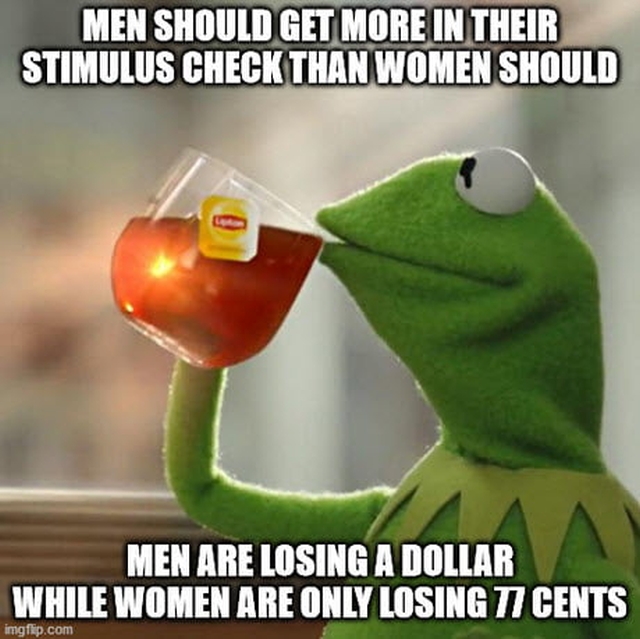 MEN SHOULD GET MORE IN THEIR
STIMULUS CHECK THAN WOMEN SHOULD
Lipton
MEN ARE LOSING A DOLLAR
WHILE WOMEN ARE ONLY LOSING 77 CENTS
imgflip.com